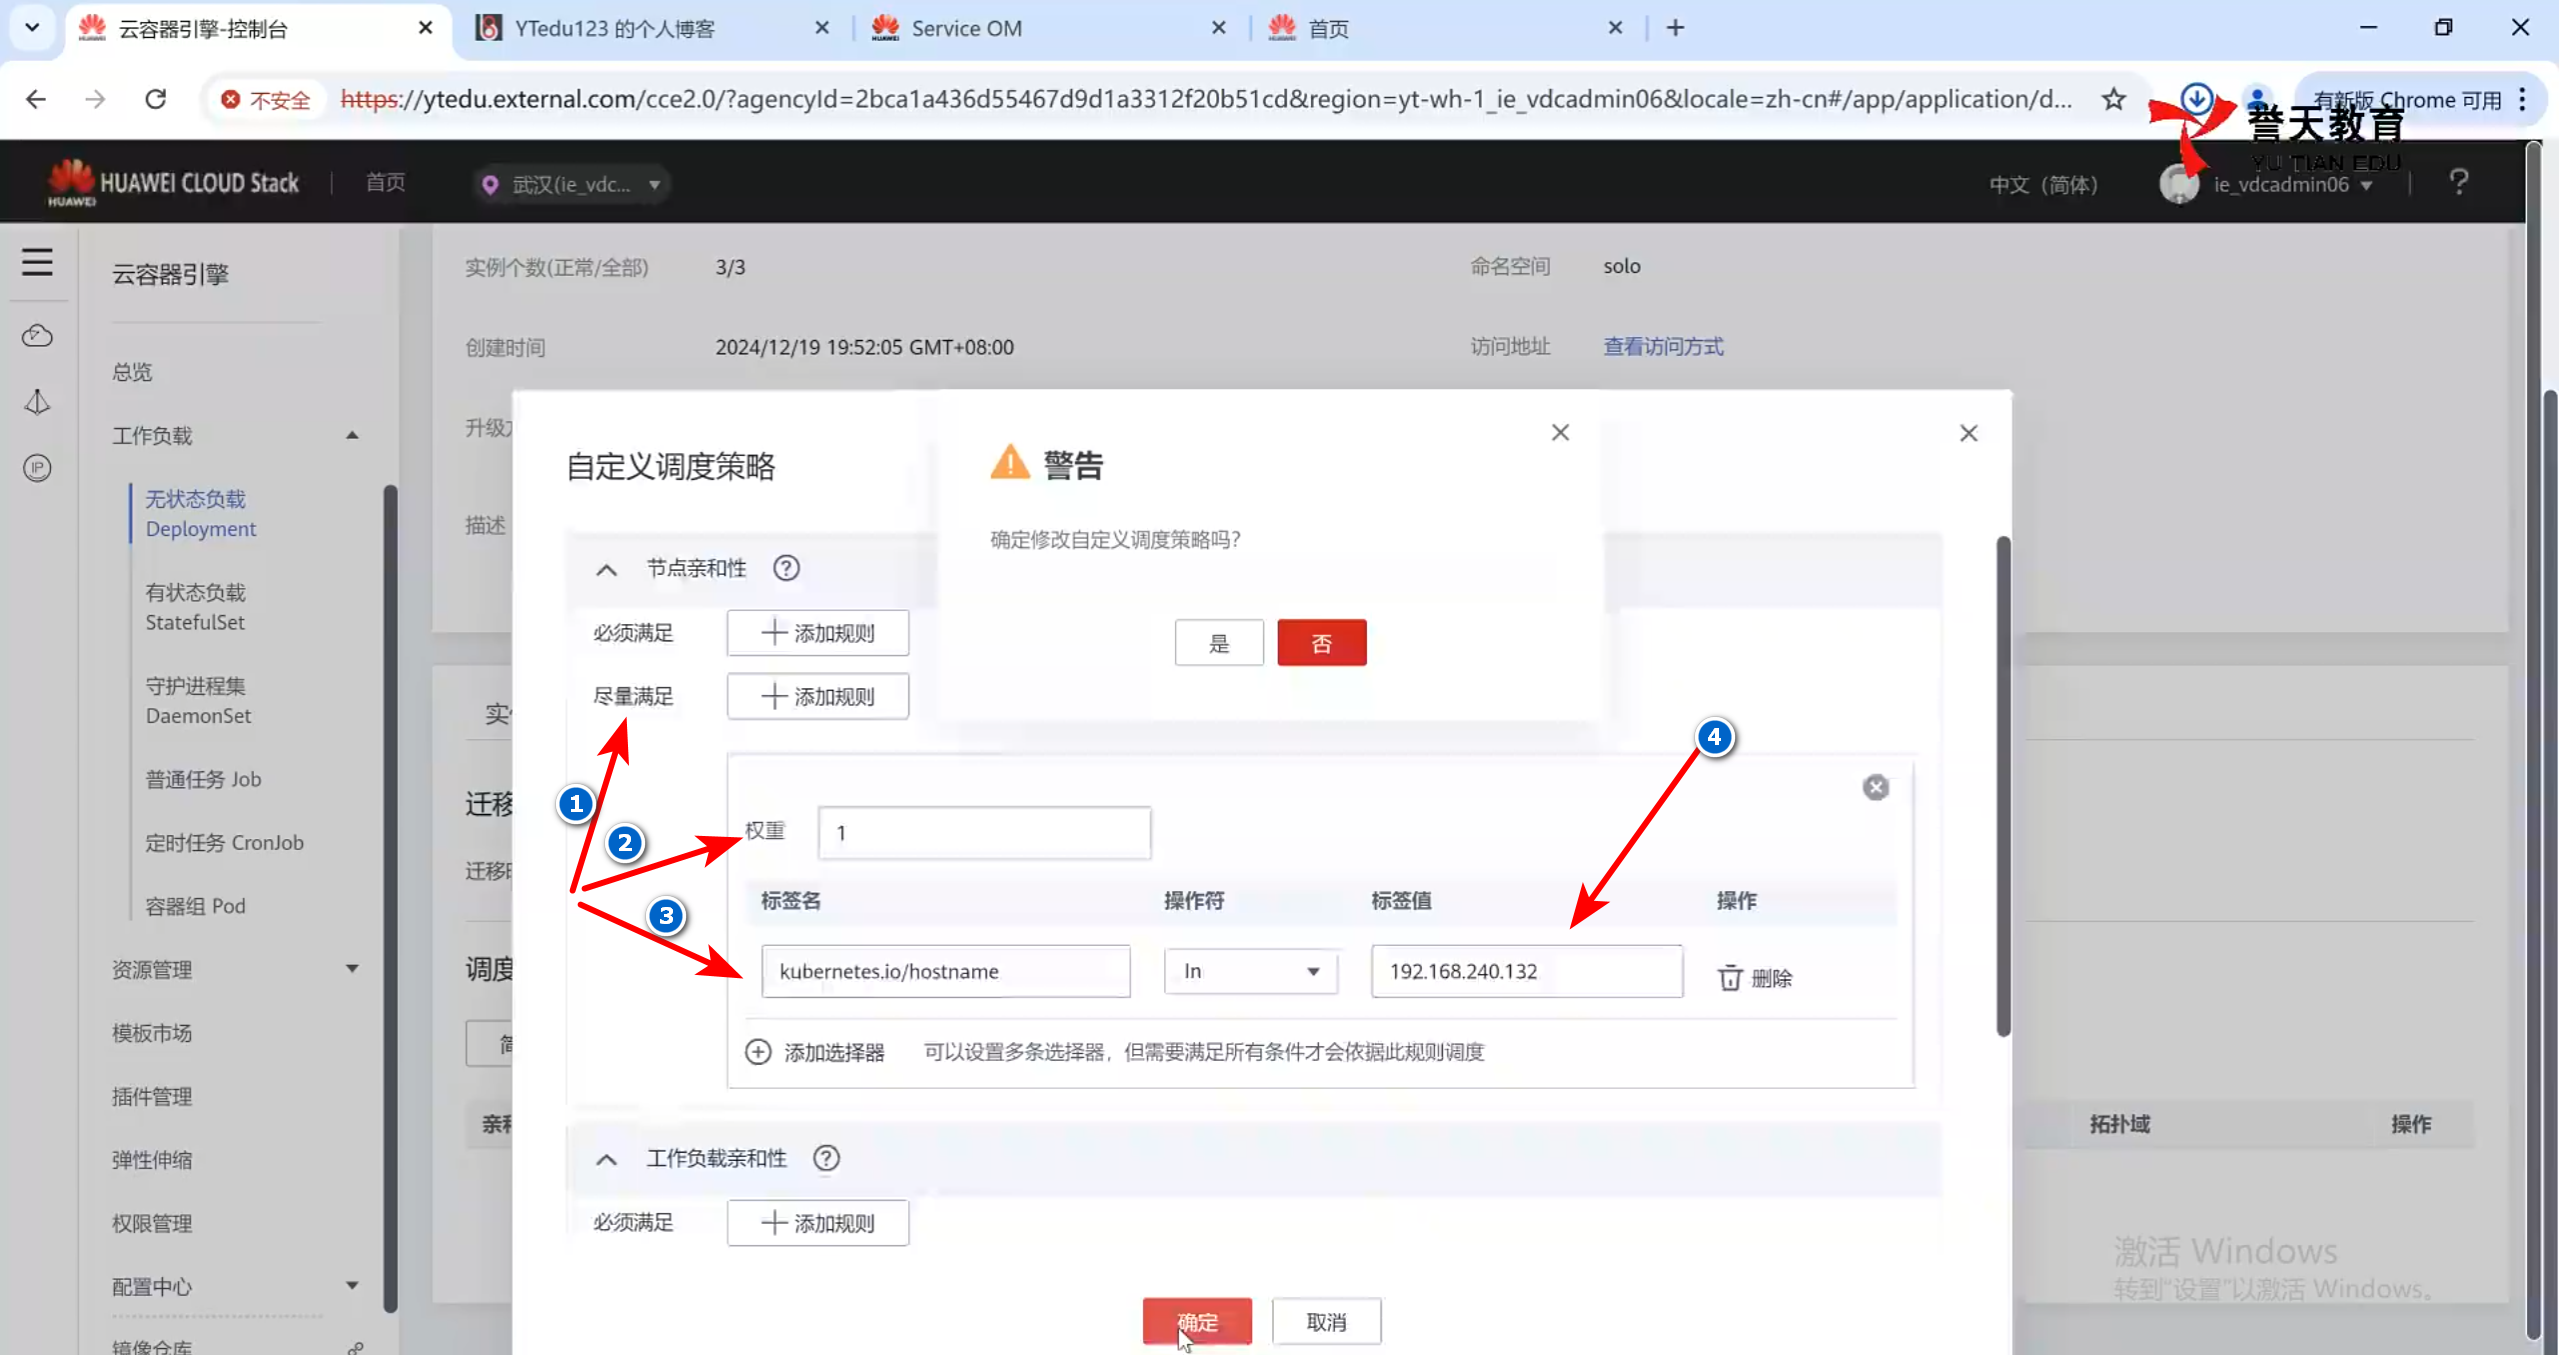 云容器引擎-控制台
YTedu123 的个人博客
Service OM
首页
不安全
https://ytedu.external.com/cce2.0/?agencyId=2bca1a436d55467d9d1a3312f20b51cd&region=yt-wh-1_ie_vdcadmin06&locale=zh-cn#/app/application/d...
有新版 Chrome 可用
誉天教育
YU TIAN EDU
HUAWEI
HUAWEI CLOUD Stack
首页
武汉(ie_vdc...
中文（简体）
ie_vdcadmin06
云容器引擎
总览
工作负载
无状态负载
Deployment
有状态负载
StatefulSet
守护进程集
DaemonSet
普通任务 Job
定时任务 CronJob
容器组 Pod
资源管理
模板市场
插件管理
弹性伸缩
权限管理
配置中心
镜像仓库
IP
实例个数(正常/全部)
3/3
命名空间
solo
创建时间
2024/12/19 19:52:05 GMT+08:00
访问地址
查看访问方式
升级
描述
迁移
调度
拓扑域
操作
自定义调度策略
警告
确定修改自定义调度策略吗?
是
否
节点亲和性
必须满足
添加规则
尽量满足
添加规则
1
2
3
4
权重
1
标签名
操作符
标签值
操作
kubernetes.io/hostname
In
192.168.240.132
删除
添加选择器
可以设置多条选择器，但需要满足所有条件才会依据此规则调度
工作负载亲和性
必须满足
添加规则
确定
取消
激活 Windows
转到“设置”以激活 Windows。